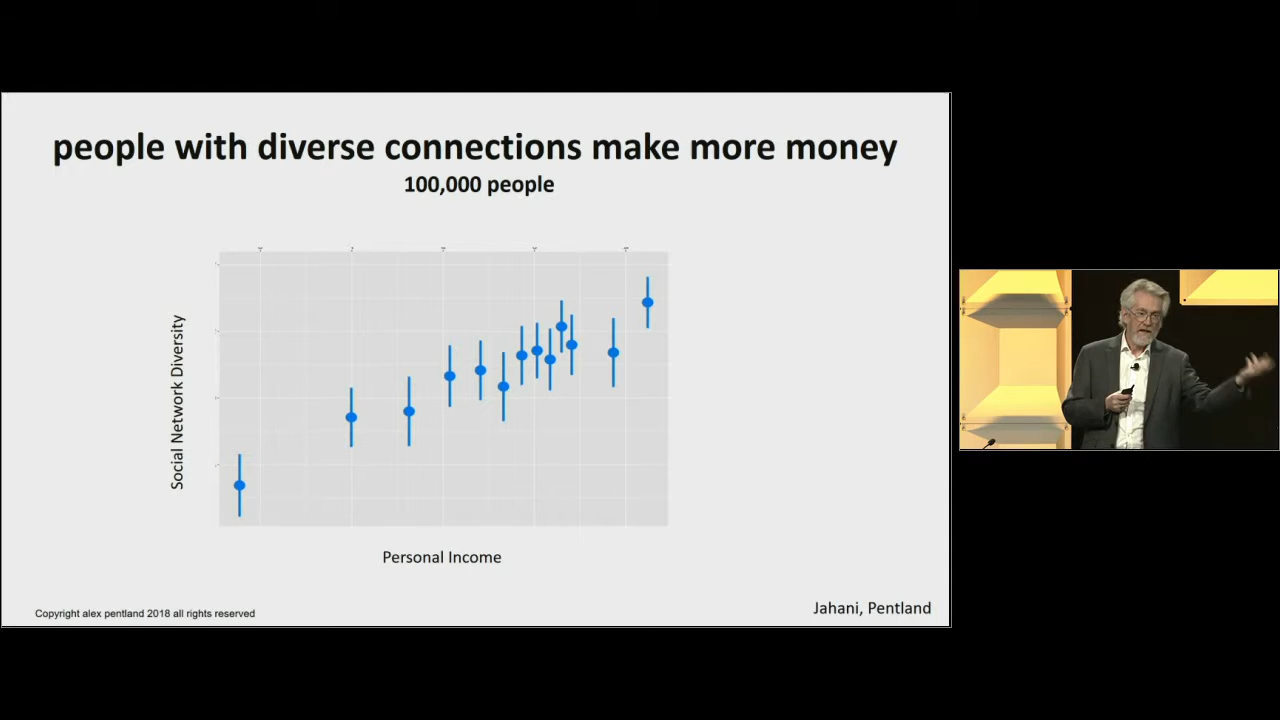 people with diverse connections make more money
100,000 people
Social Network Diversity
Personal Income
Copyright alex pentland 2018 all rights reserved
Jahani, Pentland